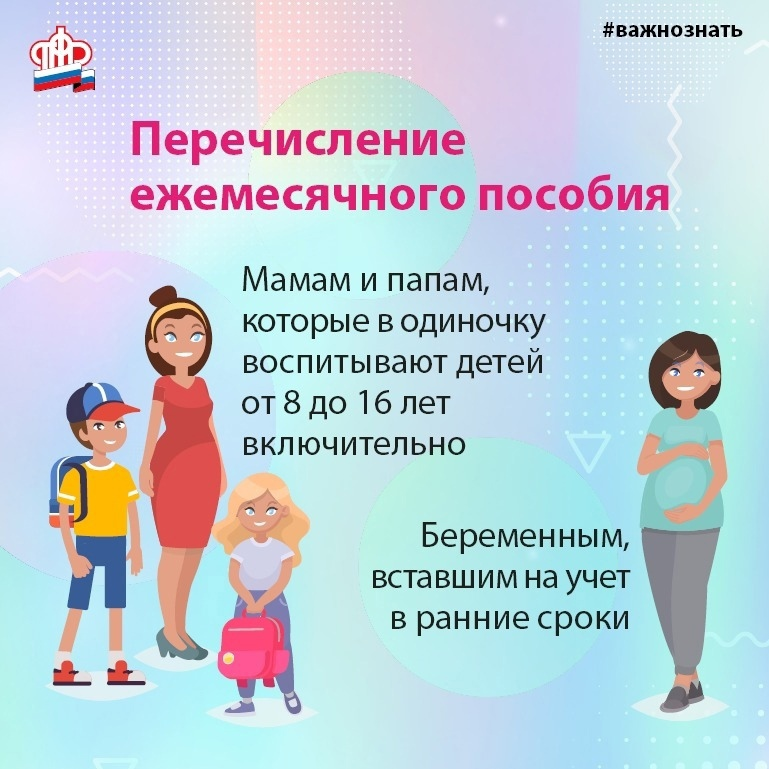 #важнознать
ПФР
Перечисление
ежемесячного пособия
Мамам и папам,
которые в одиночку
воспитывают детей
от 8 до 16 лет
включительно
Беременным,
вставшим на учет
в ранние сроки